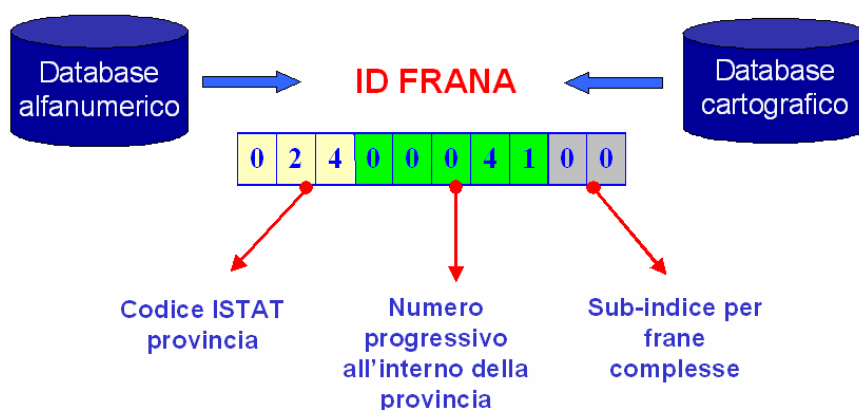 Database
alfanumerico
ID FRANA
Database
cartografico
0 2 4 0 0 0 4 1 0 0
Codice ISTAT
provincia
Numero
progressivo
all'interno della
provincia
Sub-indice per
frane
complesse